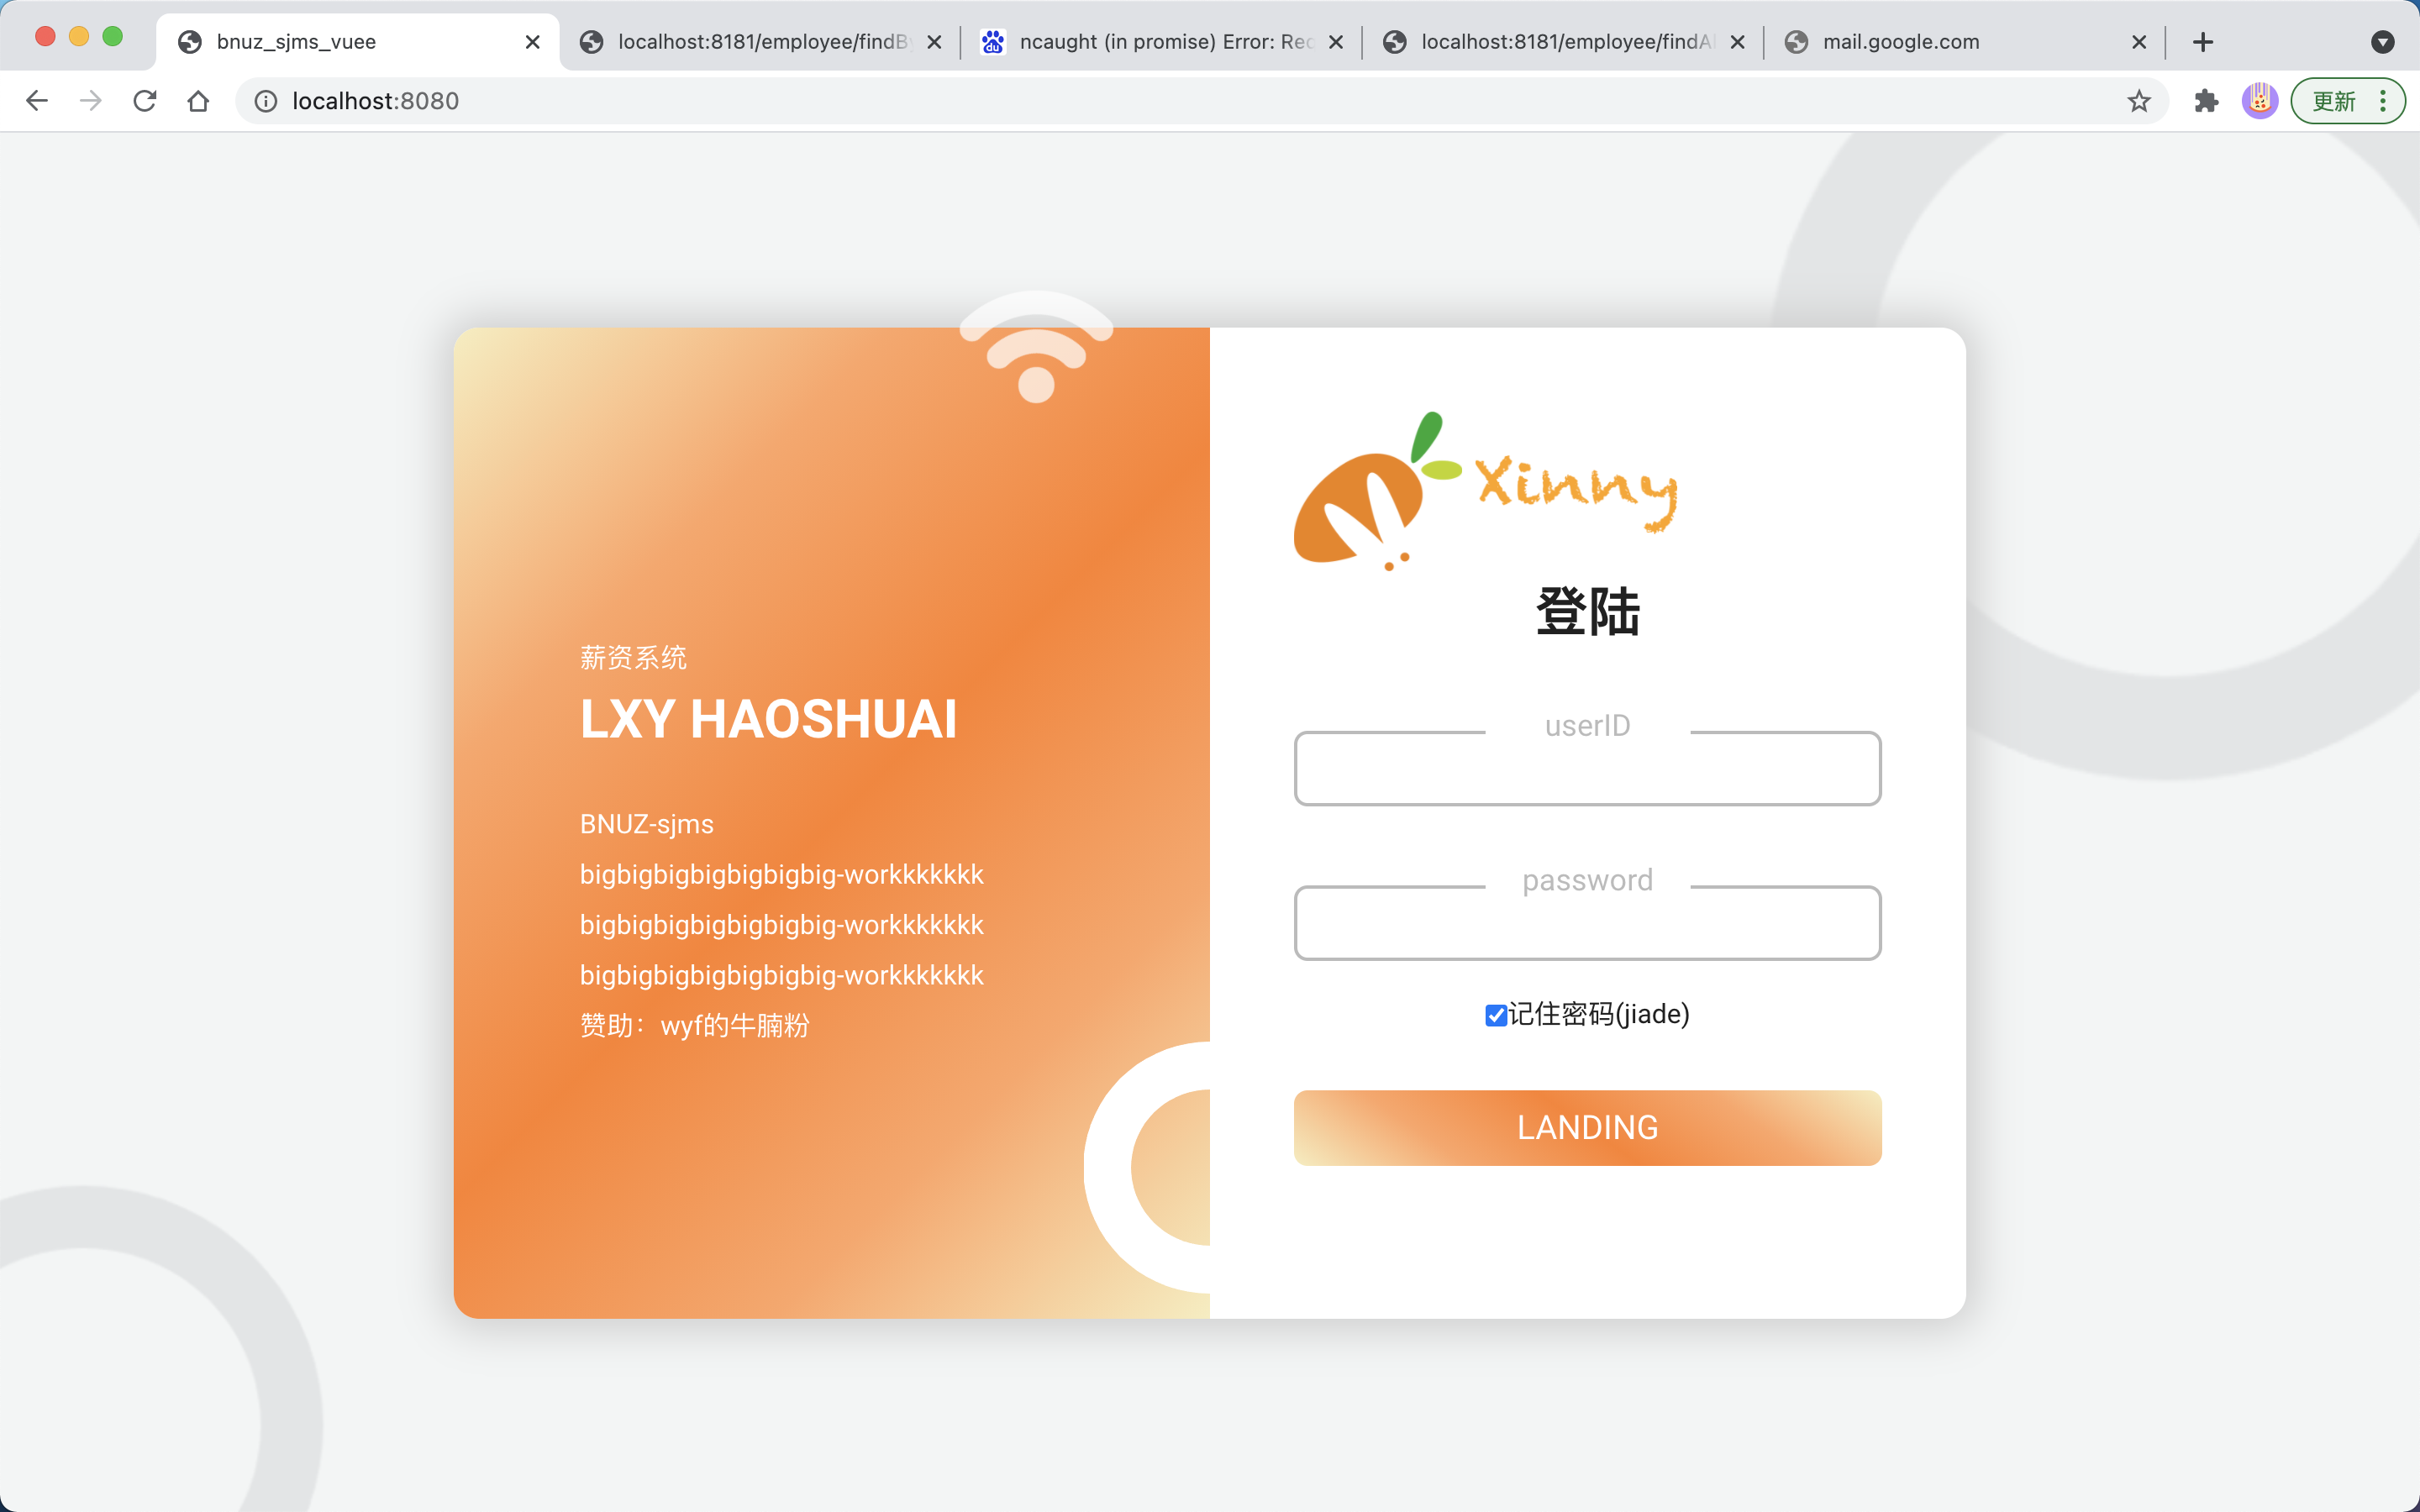 bnuz_sjms_vuee
localhost:8181/employee/findB
ncaught (in promise) Error: Rec
localhost:8181/employee/findA
mail.google.com
localhost:8080
更新
Xinny
登陆
薪资系统
LXY HAOSHUAI
userID
BNUZ-sjms
bigbigbigbigbigbigbig-workkkkkkk
password
bigbigbigbigbigbigbig-workkkkkkk
bigbigbigbigbigbigbig-workkkkkkk
赞助：wyf的牛腩粉
记住密码(jiade)
LANDING